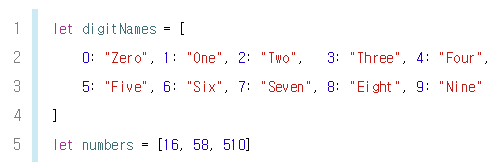 1 let digitNames = [
2 0: "Zero", 1: "One", 2: "Two", 3: "Three", 4: "Four",
3 5: "Five", 6: "Six", 7: "Seven", 8: "Eight", 9: "Nine"
4 ]
5 let numbers = [16, 58, 510]